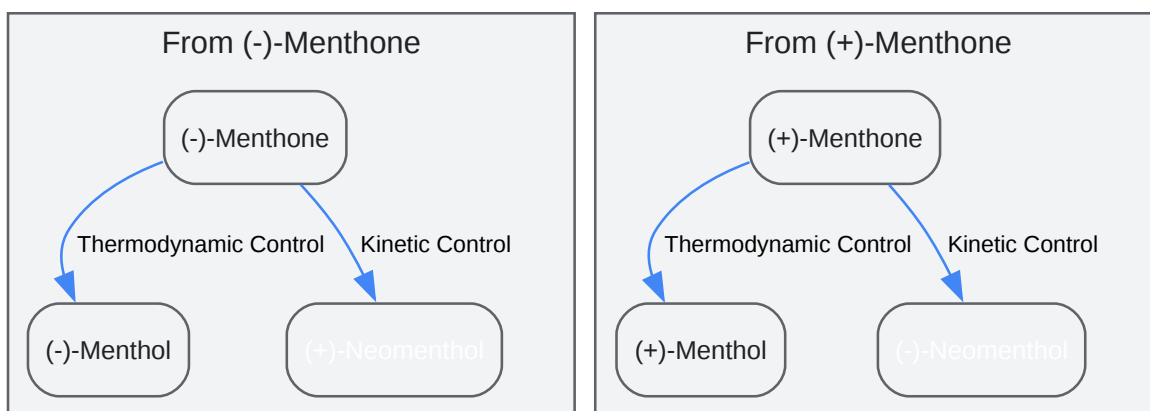 From (-)-Menthone
(-)-Menthone
Thermodynamic Control
Kinetic Control
(-)-Menthol
(+)-Neomenthol
From (+)-Menthone
(+)-Menthone
Thermodynamic Control
Kinetic Control
(+)-Menthol
(-)-Neomenthol